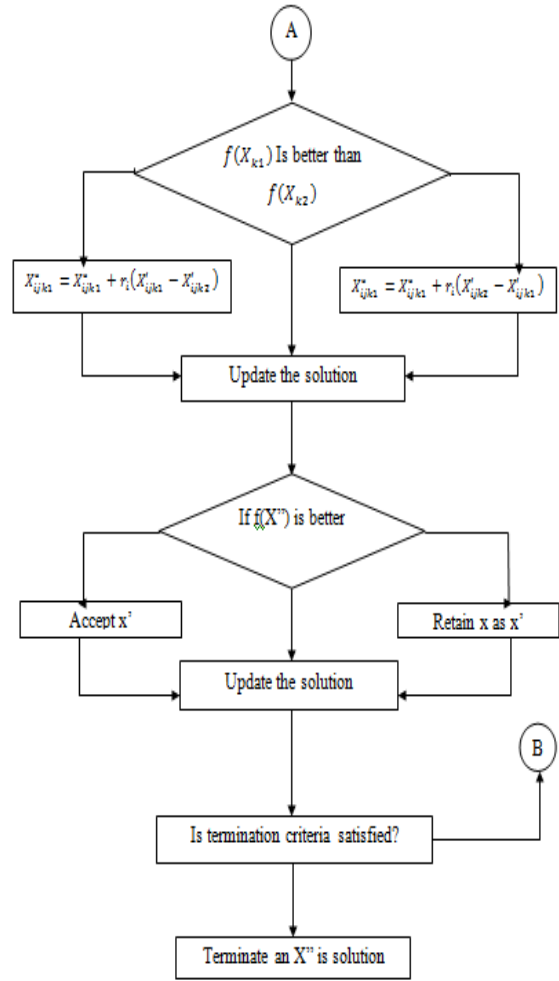 A
f(X_{k1}) Is better than
f(X_{k2})
X''_{ijk1} = X''_{ijk1} + r_i(X'_{ijk1} − X'_{ijk2})
X''_{ijk1} = X''_{ijk1} + r_i(X'_{ijk2} − X'_{ijk1})
Update the solution
If f(X”) is better
Accept x’
Retain x as x’
Update the solution
B
Is termination criteria satisfied?
Terminate an X” is solution